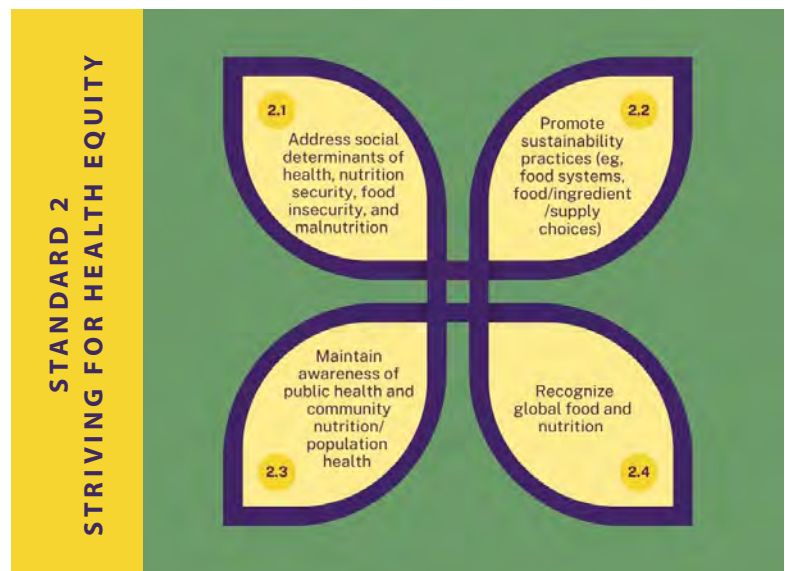 STANDARD 2
STRIVING FOR HEALTH EQUITY
2.1
Address social
determinants of
health, nutrition
security, food
insecurity, and
malnutrition
2.2
Promote
sustainability
practices (eg,
food systems,
food/ingredient
/supply
choices)
Maintain
awareness of
public health and
community
nutrition/
population
health
2.3
Recognize
global food and
nutrition
2.4